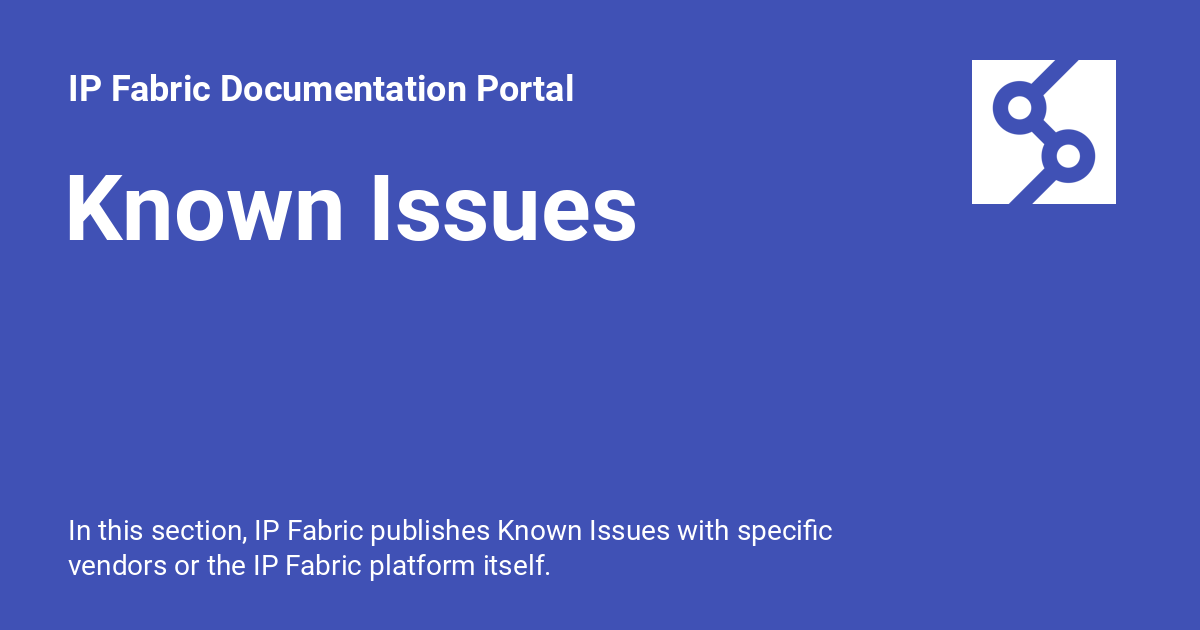 IP Fabric Documentation Portal
Known Issues
In this section, IP Fabric publishes Known Issues with specific
vendors or the IP Fabric platform itself.